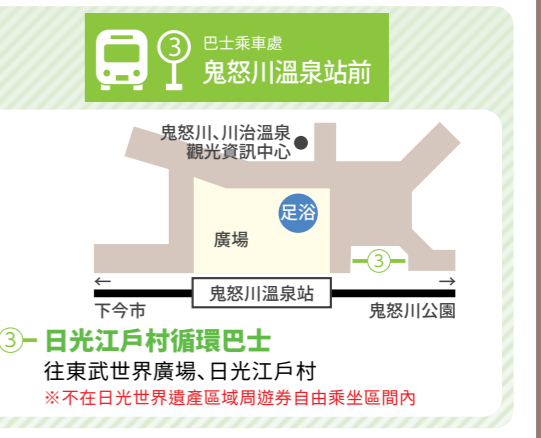 ③
巴士乘車處
鬼怒川溫泉站前
鬼怒川、川治溫泉
觀光資訊中心
足浴
廣場
③
←
→
鬼怒川溫泉站
下今市
鬼怒川公園
③ 日光江戶村循環巴士
往東武世界廣場、日光江戶村
※不在日光世界遺產區域周遊券自由乘坐區間內